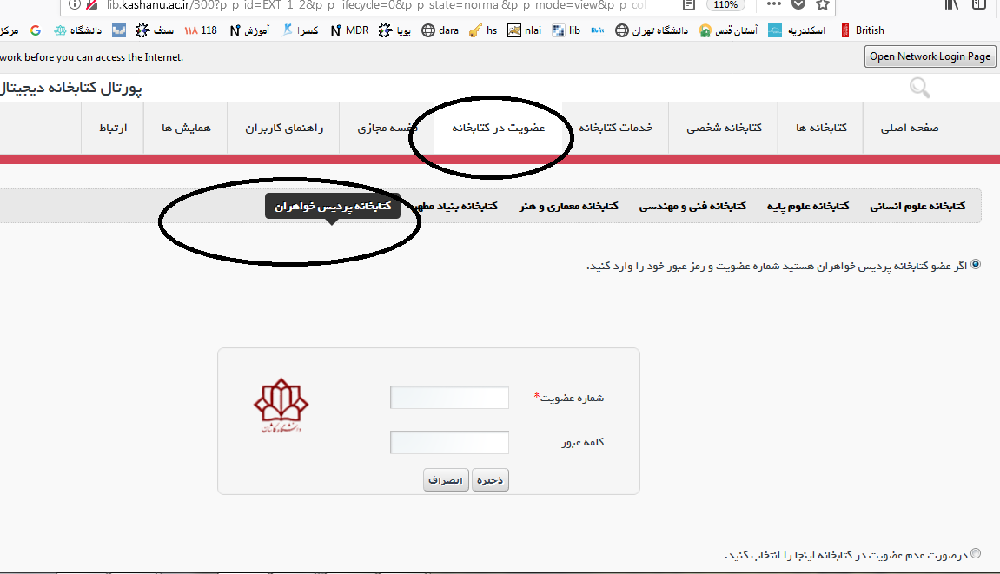 lib.kashanu.ac.ir/300?p_p_id=EXT_1_2&p_p_lifecycle=0&p_p_state=normal&p_p_mode=view&p_p_co 110%
مرکز G دانشگاه سدف ١١٨ 118 آموزش کسرا MDR پویا dara hs nlai lib دانشگاه تهران آستان قدس اسکندریه British
work before you can access the Internet. Open Network Login Page
پورتال کتابخانه دیجیتال
صفحه اصلی کتابخانه ها کتابخانه شخصی خدمات کتابخانه عضویت در کتابخانه قفسه مجازی راهنمای کاربران همایش ها ارتباط
کتابخانه علوم انسانی کتابخانه علوم پایه کتابخانه فنی و مهندسی کتابخانه معماری و هنر کتابخانه بنیاد مطهر کتابخانه پردیس خواهران
اگر عضو کتابخانه پردیس خواهران هستید شماره عضویت و رمز عبور خود را وارد کنید.
شماره عضویت*
دانشگاه کاشان
کلمه عبور
ذخیره انصراف
درصورت عدم عضویت در کتابخانه اینجا را انتخاب کنید.